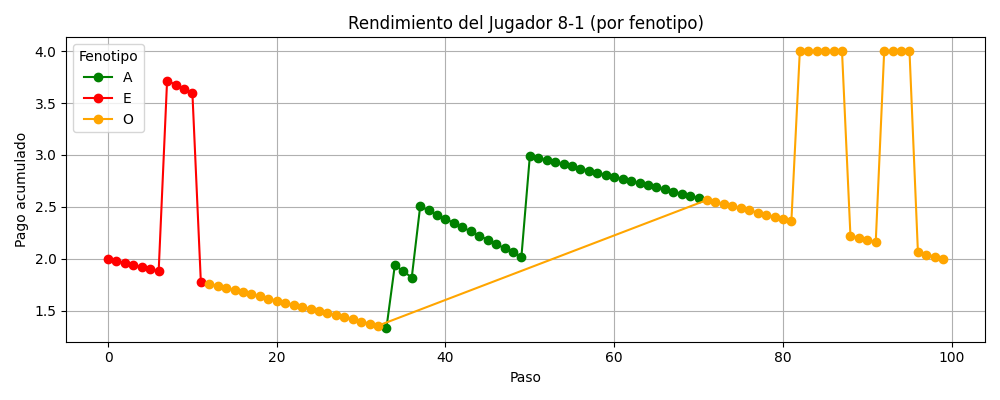 Rendimiento del Jugador 8-1 (por fenotipo)
Fenotipo
A
E
O
Pago acumulado
4.0
3.5
3.0
2.5
2.0
1.5
0 20 40 60 80 100
Paso